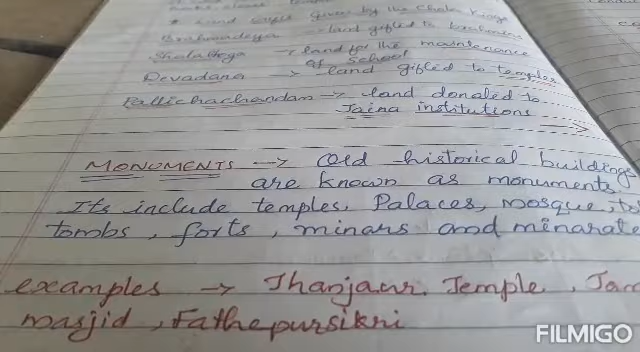 * Land gifts given by the Chola Kings
Brahmadeya → land gifted to brahmins
Shalabhoga → land for the maintenance
of school
Devadana → land gifted to temples
Pallichachandam → land donated to
Jaina institutions
MONUMENTS → Old historical buildings
are known as monuments
Its include temples, Palaces, mosque,
tombs, forts, minars and minarate
examples → Thanjaur Temple,
masjid, Fathepursikri
FILMIGO